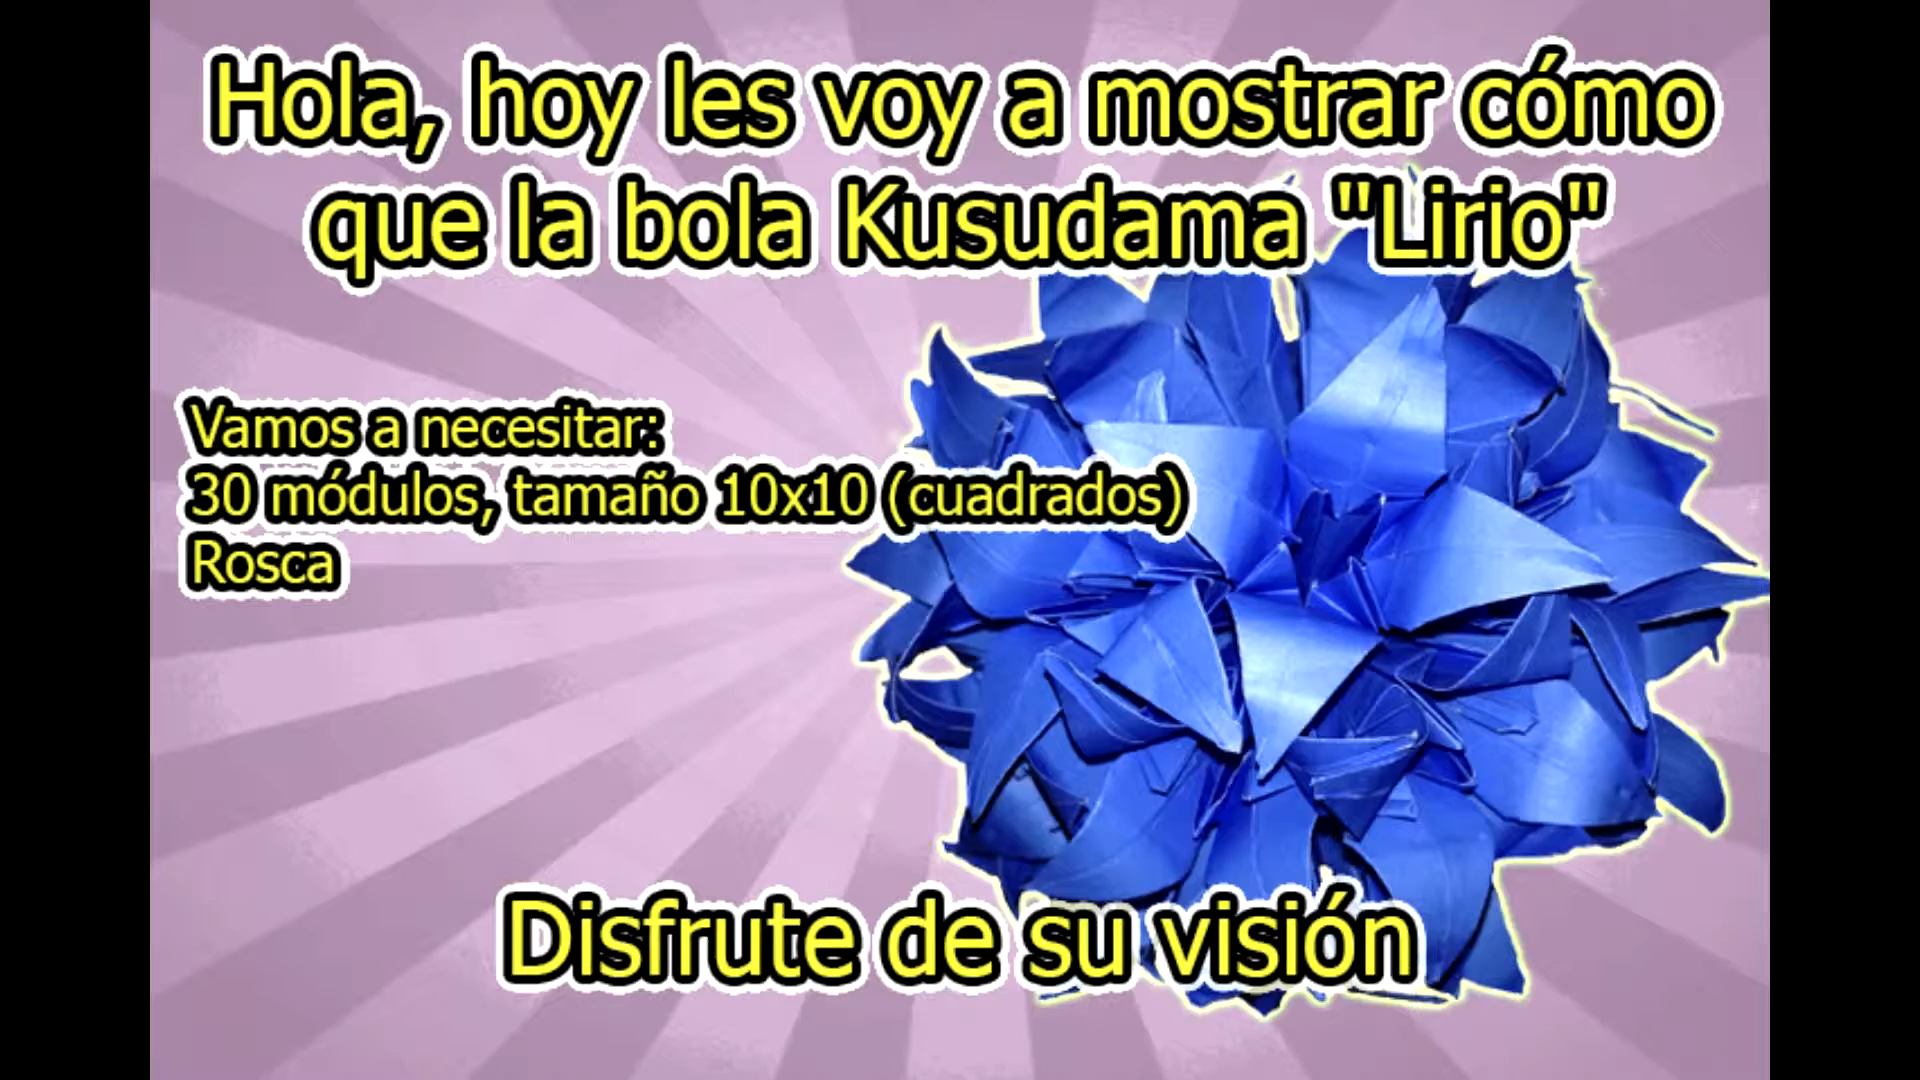 Hola, hoy les voy a mostrar cómo
que la bola Kusudama "Lirio"
Vamos a necesitar:
30 módulos, tamaño 10x10 (cuadrados)
Rosca
Disfrute de su visión